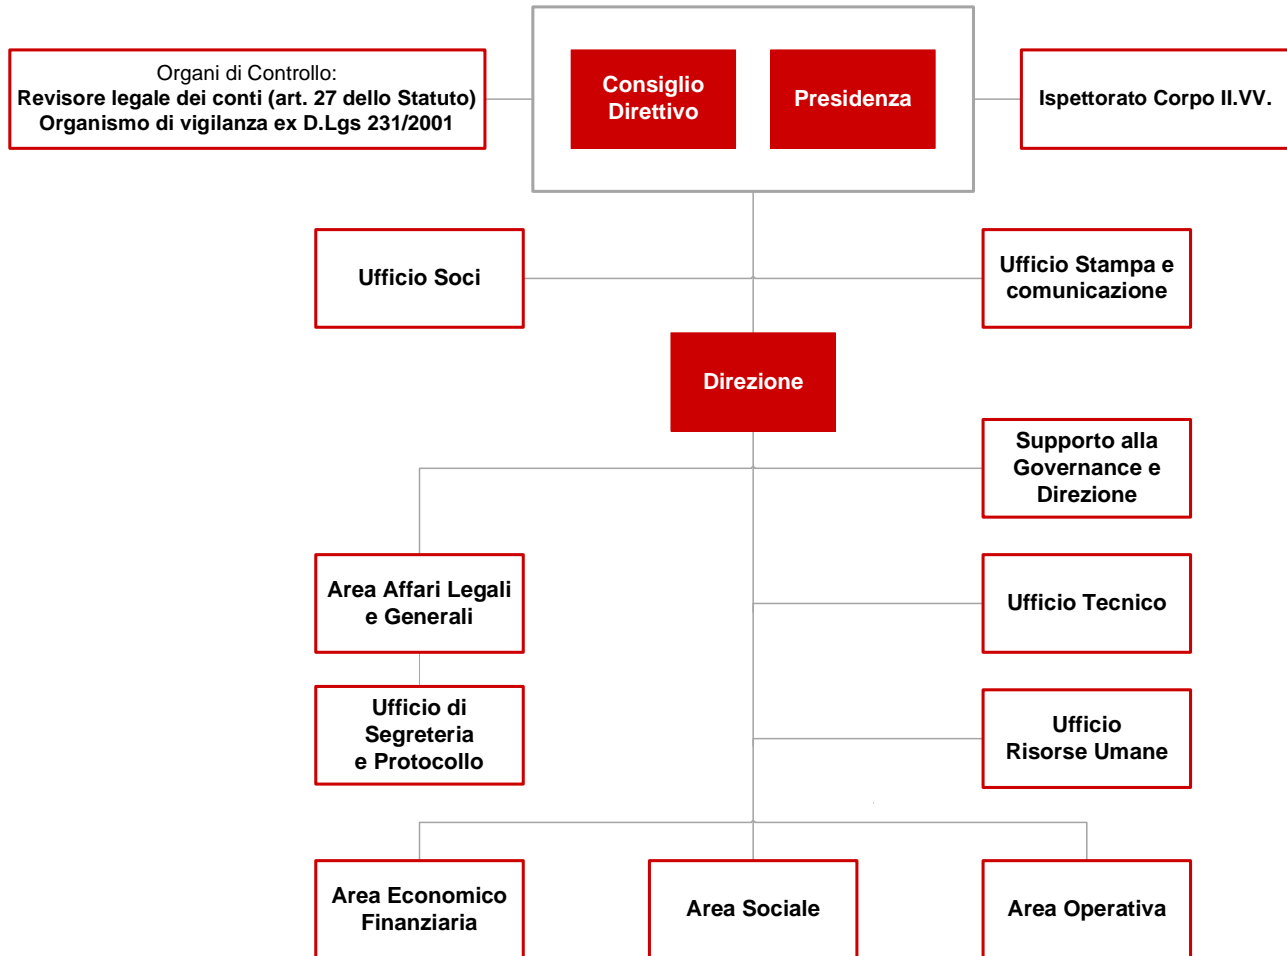 Organi di Controllo:
Revisore legale dei conti (art. 27 dello Statuto)
Organismo di vigilanza ex D.Lgs 231/2001
Consiglio
Direttivo
Presidenza
Ispettorato Corpo II.VV.
Ufficio Soci
Ufficio Stampa e
comunicazione
Direzione
Supporto alla
Governance e
Direzione
Area Affari Legali
e Generali
Ufficio Tecnico
Ufficio di
Segreteria
e Protocollo
Ufficio
Risorse Umane
Area Economico
Finanziaria
Area Sociale
Area Operativa